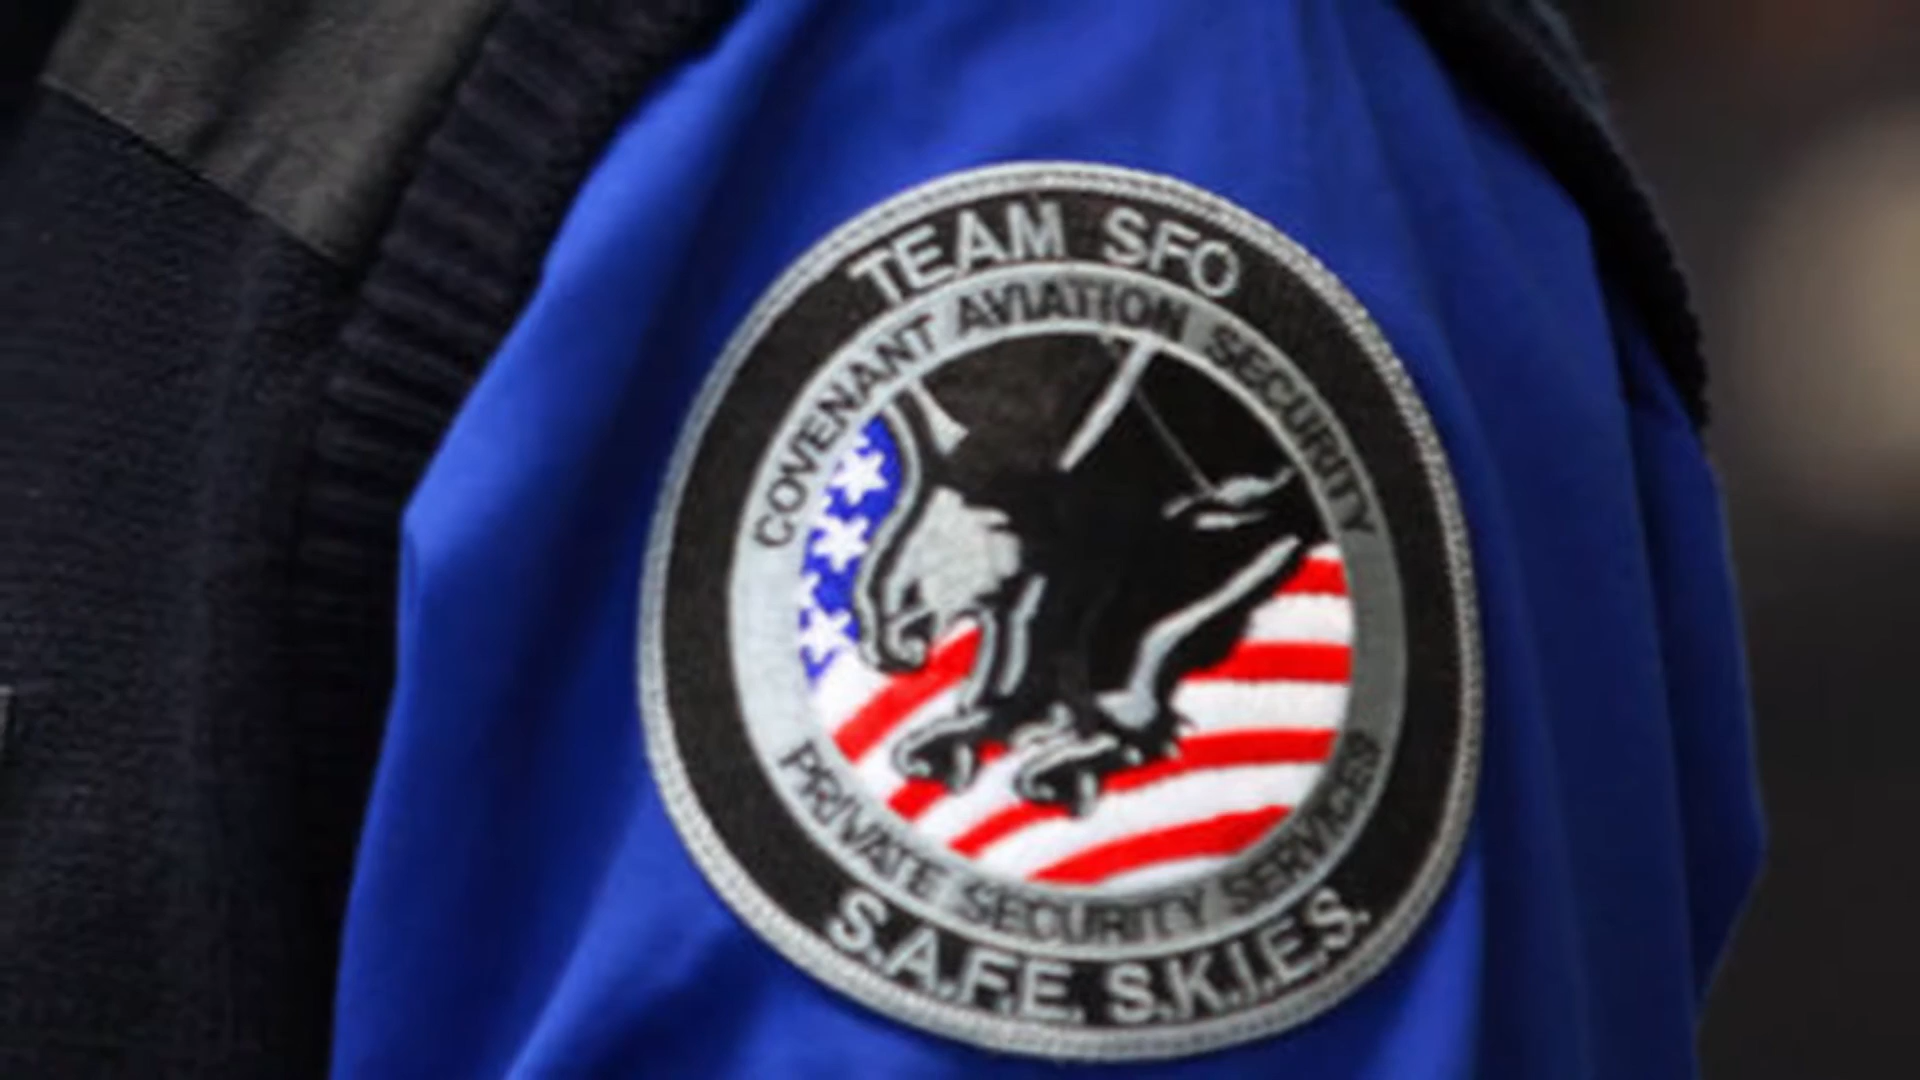 TEAM SFO
COVENANT AVIATION SECURITY
PRIVATE SECURITY SERVICES
S.A.F.E. S.K.I.E.S.